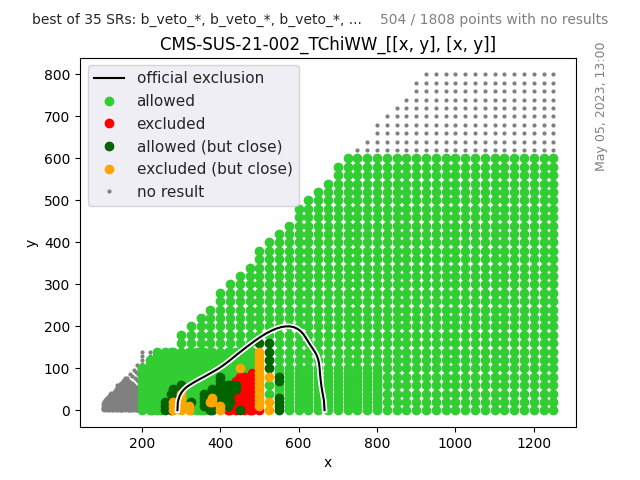 best of 35 SRs: b_veto_*, b_veto_*, b_veto_*, ... 504 / 1808 points with no results
CMS-SUS-21-002_TChiWW_[[x, y], [x, y]]
official exclusion
allowed
excluded
allowed (but close)
excluded (but close)
no result
May 05, 2023, 13:00
y
800
700
600
500
400
300
200
100
0
200 400 600 800 1000 1200
x